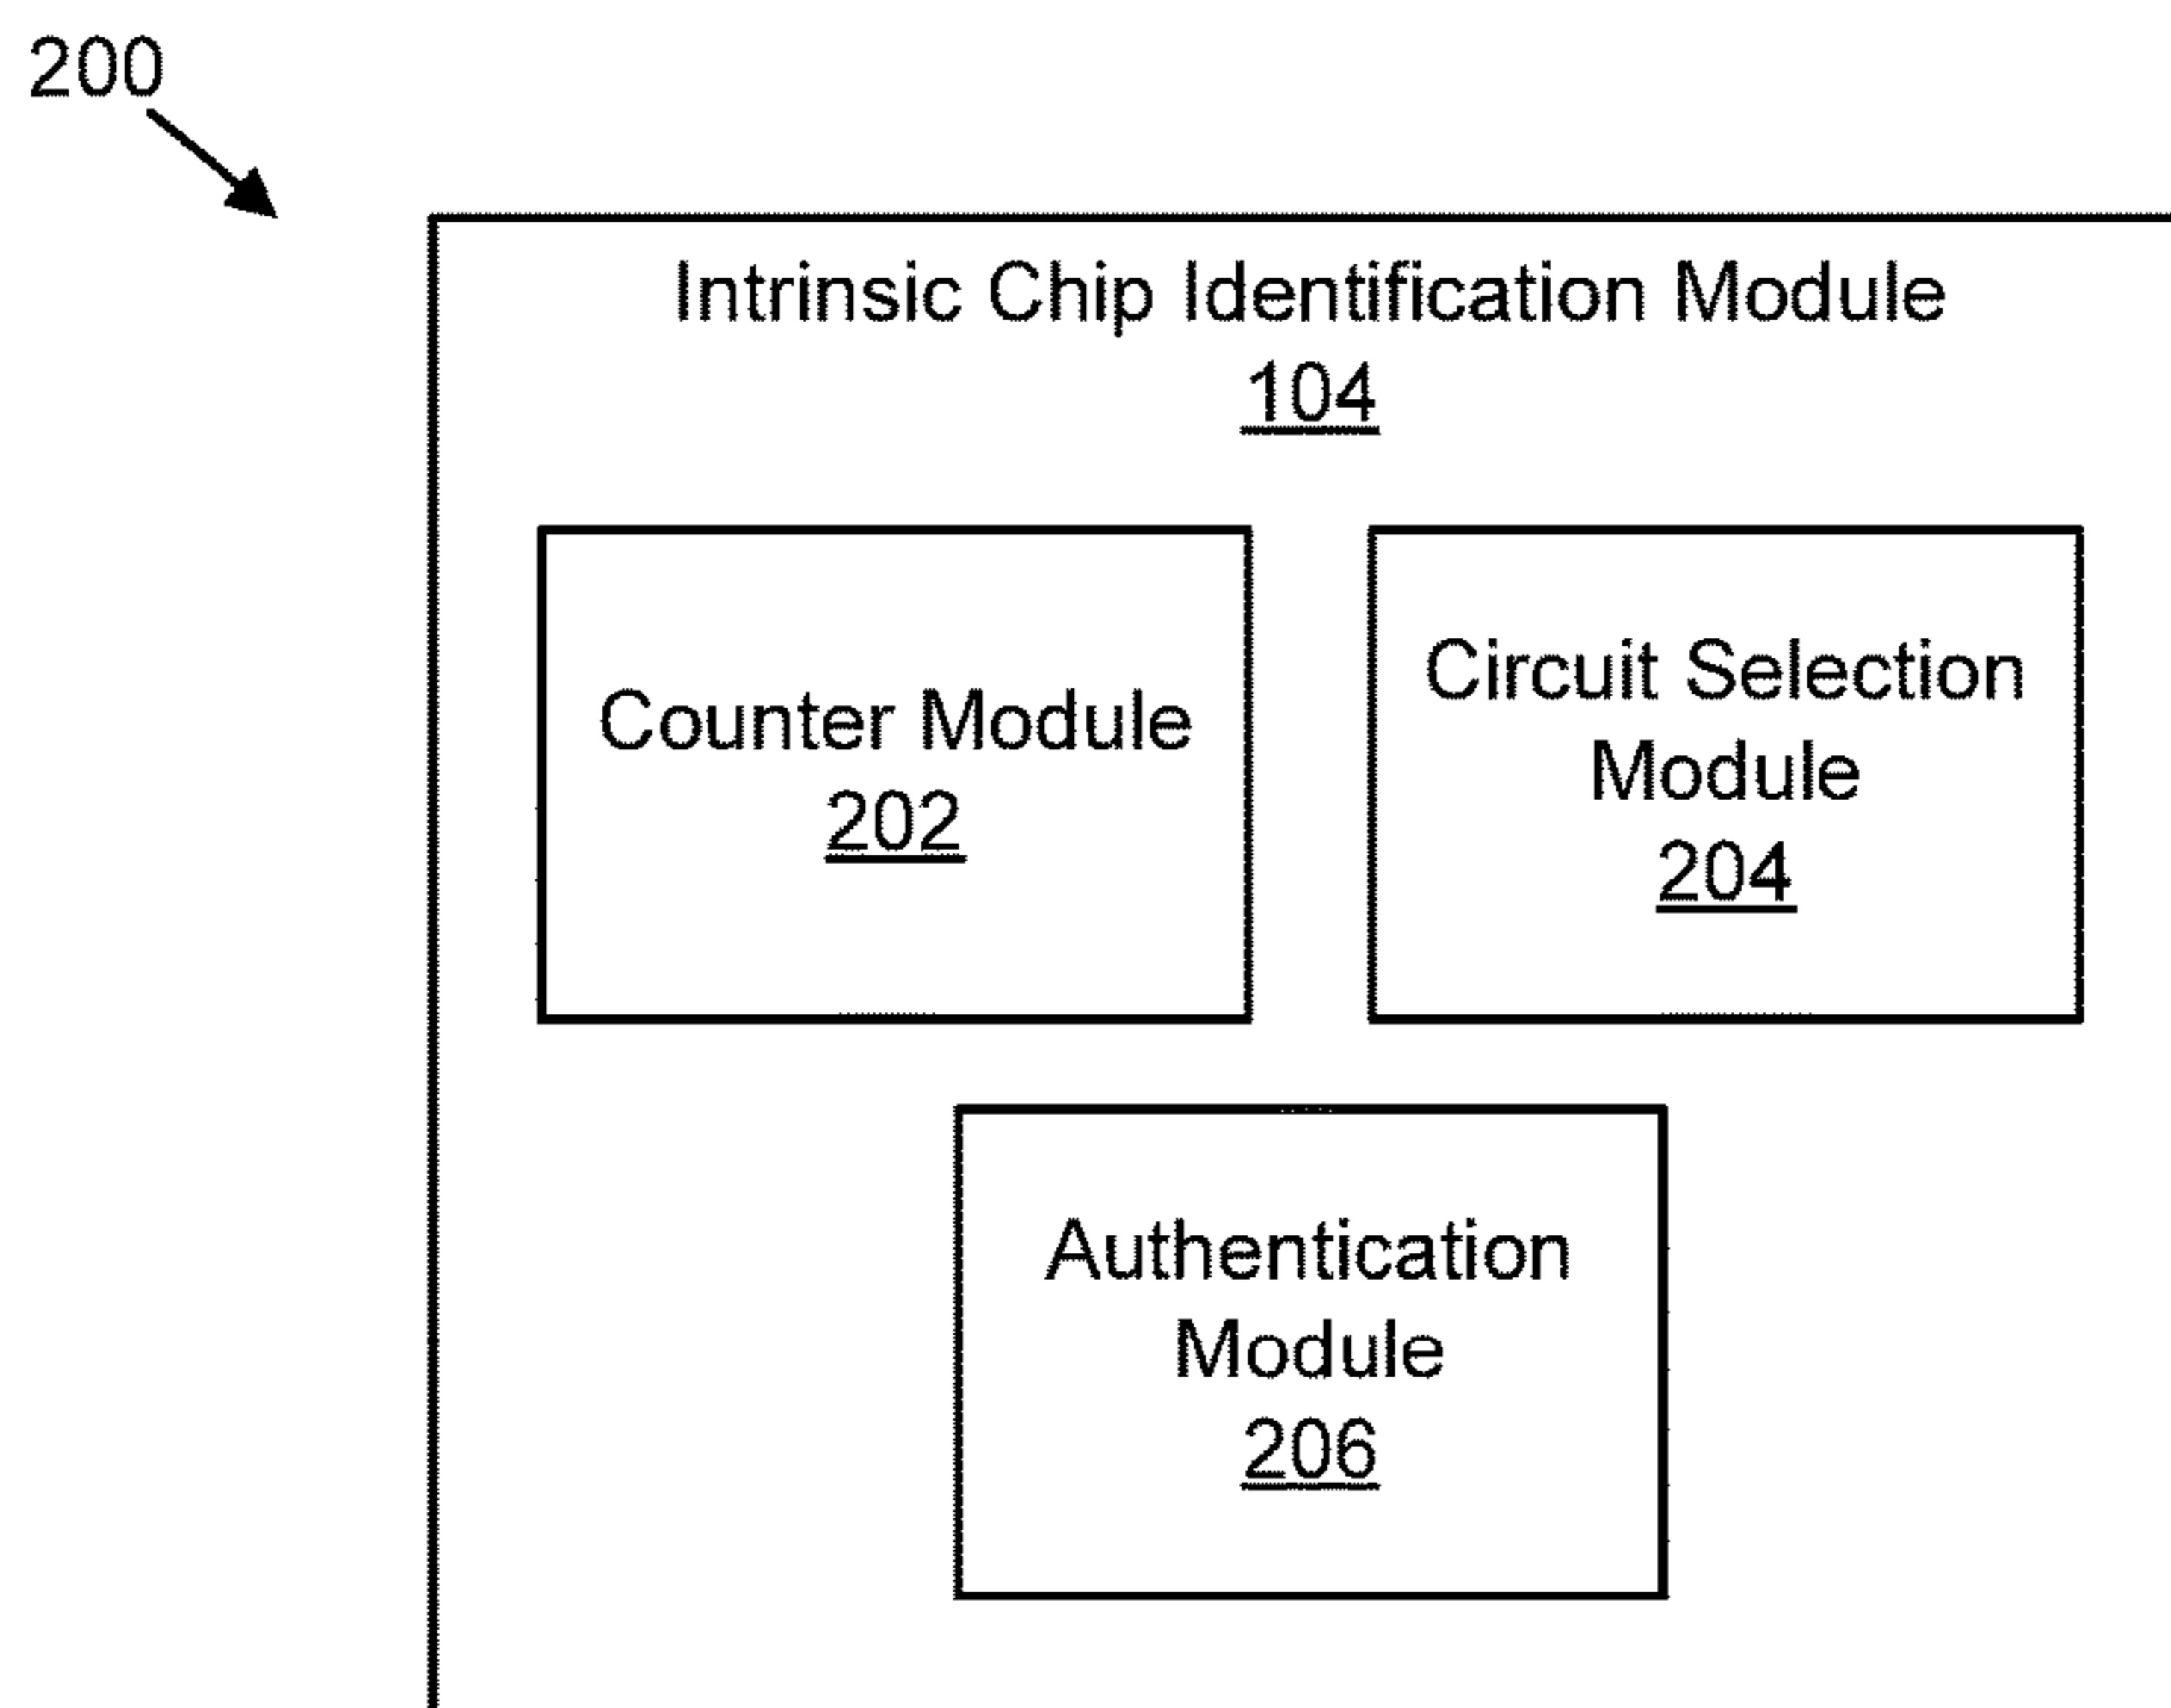 200
Intrinsic Chip Identification Module
104
Counter Module
202
Circuit Selection
Module
204
Authentication
Module
206